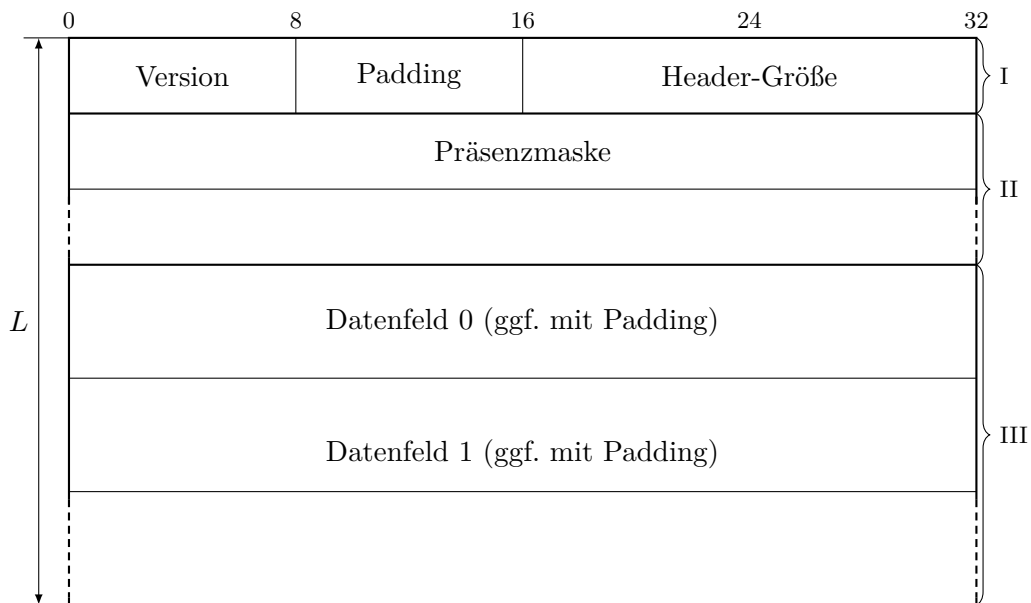 0 8 16 24 32
Version Padding Header-Größe I
Präsenzmaske
II
Datenfeld 0 (ggf. mit Padding)
L
III
Datenfeld 1 (ggf. mit Padding)